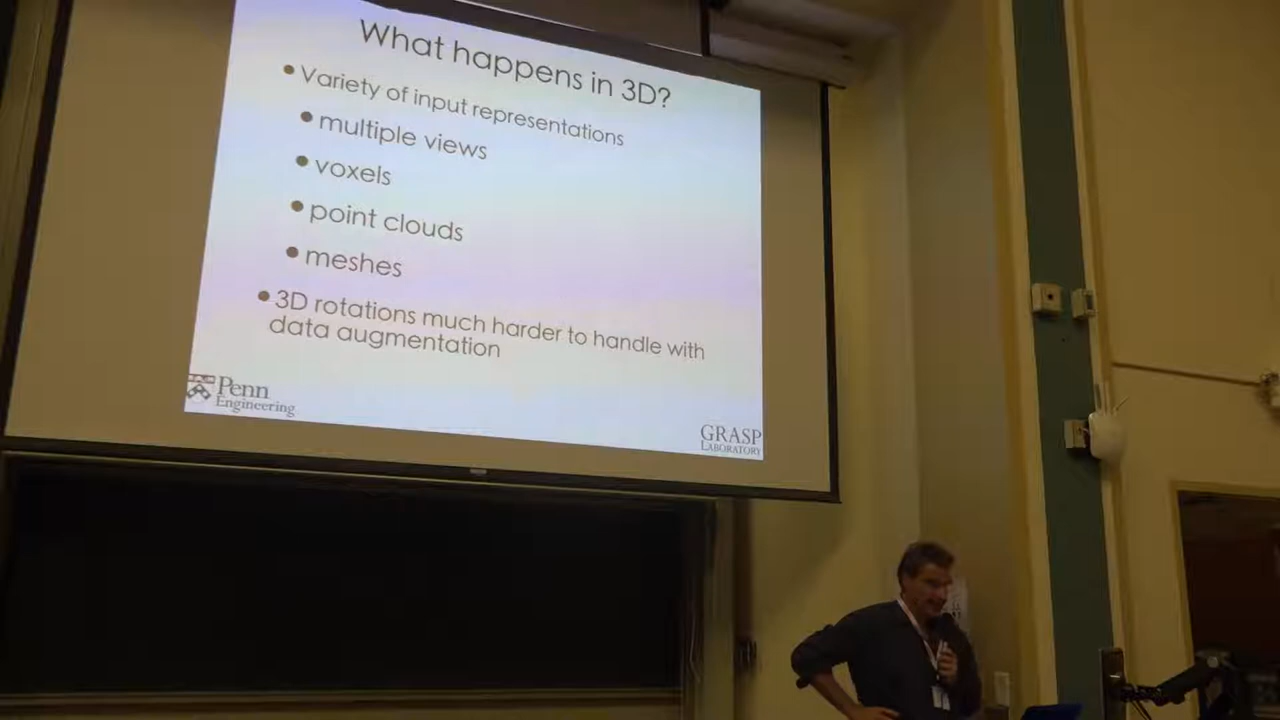 What happens in 3D?
Variety of input representations
multiple views
voxels
point clouds
meshes
3D rotations much harder to handle with
data augmentation
Penn
Engineering
GRASP
LABORATORY